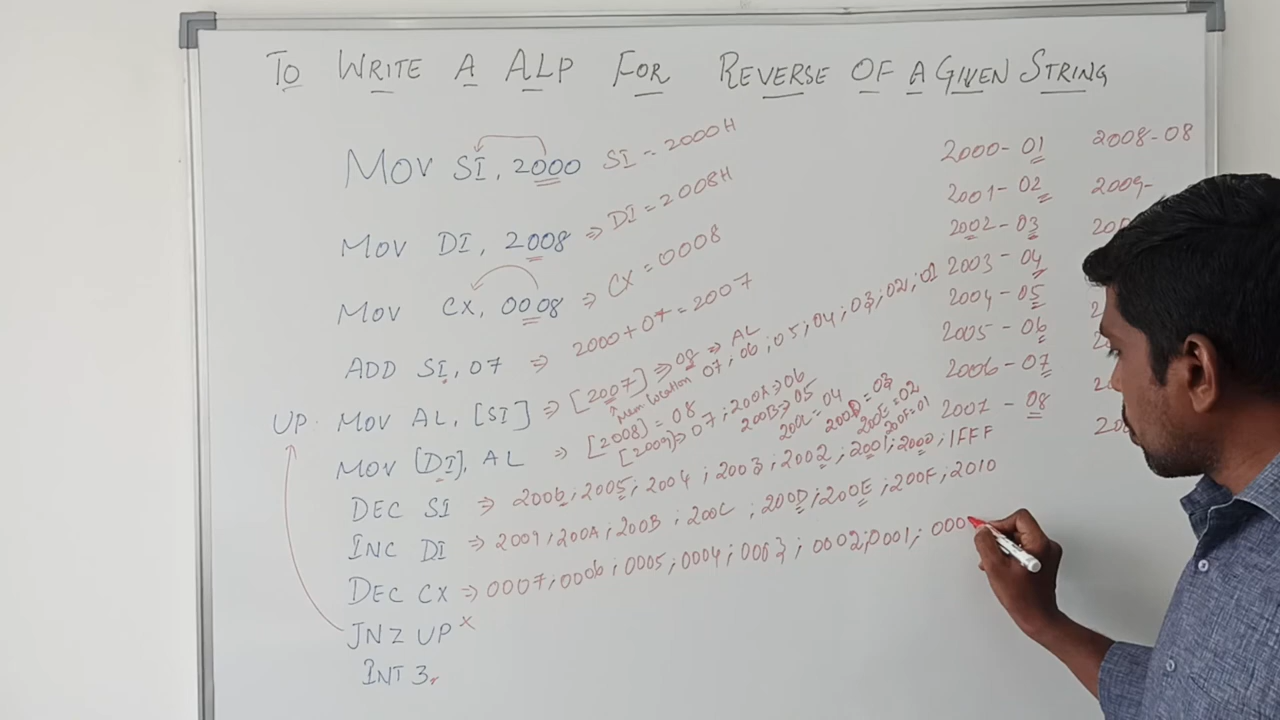 TO WRITE A ALP FOR REVERSE OF A GIVEN STRING
MOV SI, 2000 SI = 2000H
MOV DI, 2008 ⇒ DI = 2008H
MOV CX, 0008 ⇒ CX = 0008
ADD SI, 07 ⇒ 2000 + 07 = 2007
UP: MOV AL, [SI] ⇒ [2007] ⇒ 08 ⇒ AL
Mem location 07; 06; 05; 04; 03; 02; 01
MOV [DI], AL ⇒ [2008] = 08
[2009] ⇒ 07; 200A ⇒ 06
200B ⇒ 05
200C = 04
200D = 03
200E = 02
200F = 01
DEC SI ⇒ 2006; 2005; 2004; 2003; 2002; 2001; 2000; 1FFF
INC DI ⇒ 2009; 200A; 200B; 200C; 200D; 200E; 200F; 2010
DEC CX ⇒ 0007; 0006; 0005; 0004; 0003; 0002; 0001; 000
JNZ UP x
INT 3.
2000 - 01
2001 - 02
2002 - 03
2003 - 04
2004 - 05
2005 - 06
2006 - 07
2007 - 08
2008 - 08
2009 -